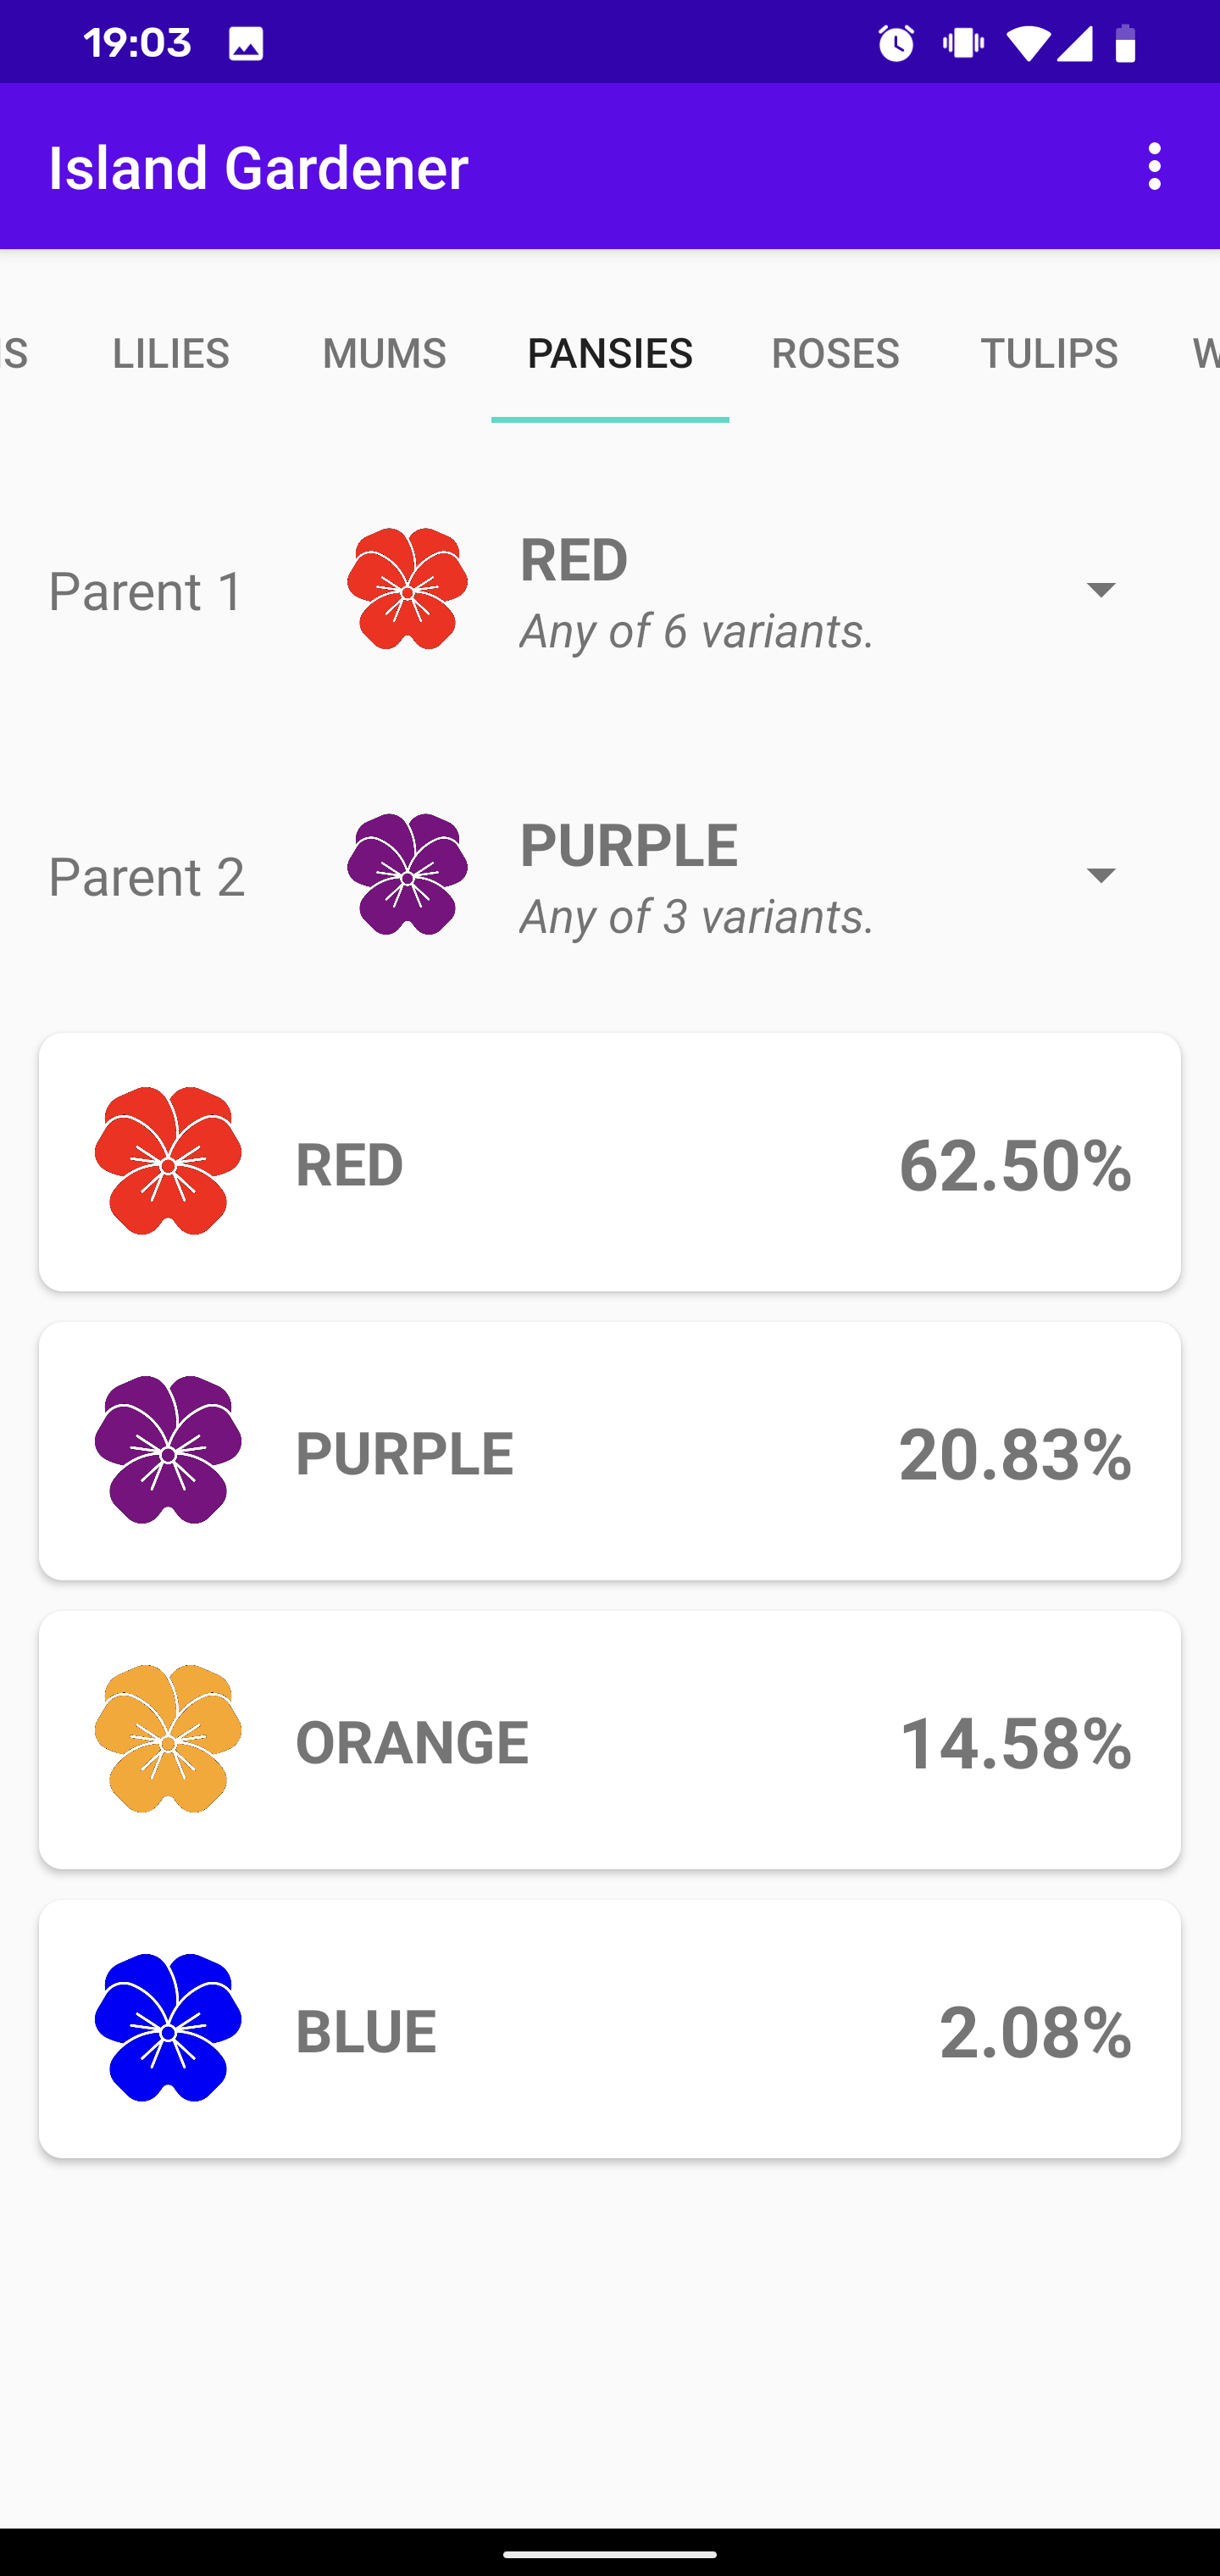 19:03
Island Gardener
LILIES MUMS PANSIES ROSES TULIPS
Parent 1
RED
Any of 6 variants.
Parent 2
PURPLE
Any of 3 variants.
RED 62.50%
PURPLE 20.83%
ORANGE 14.58%
BLUE 2.08%